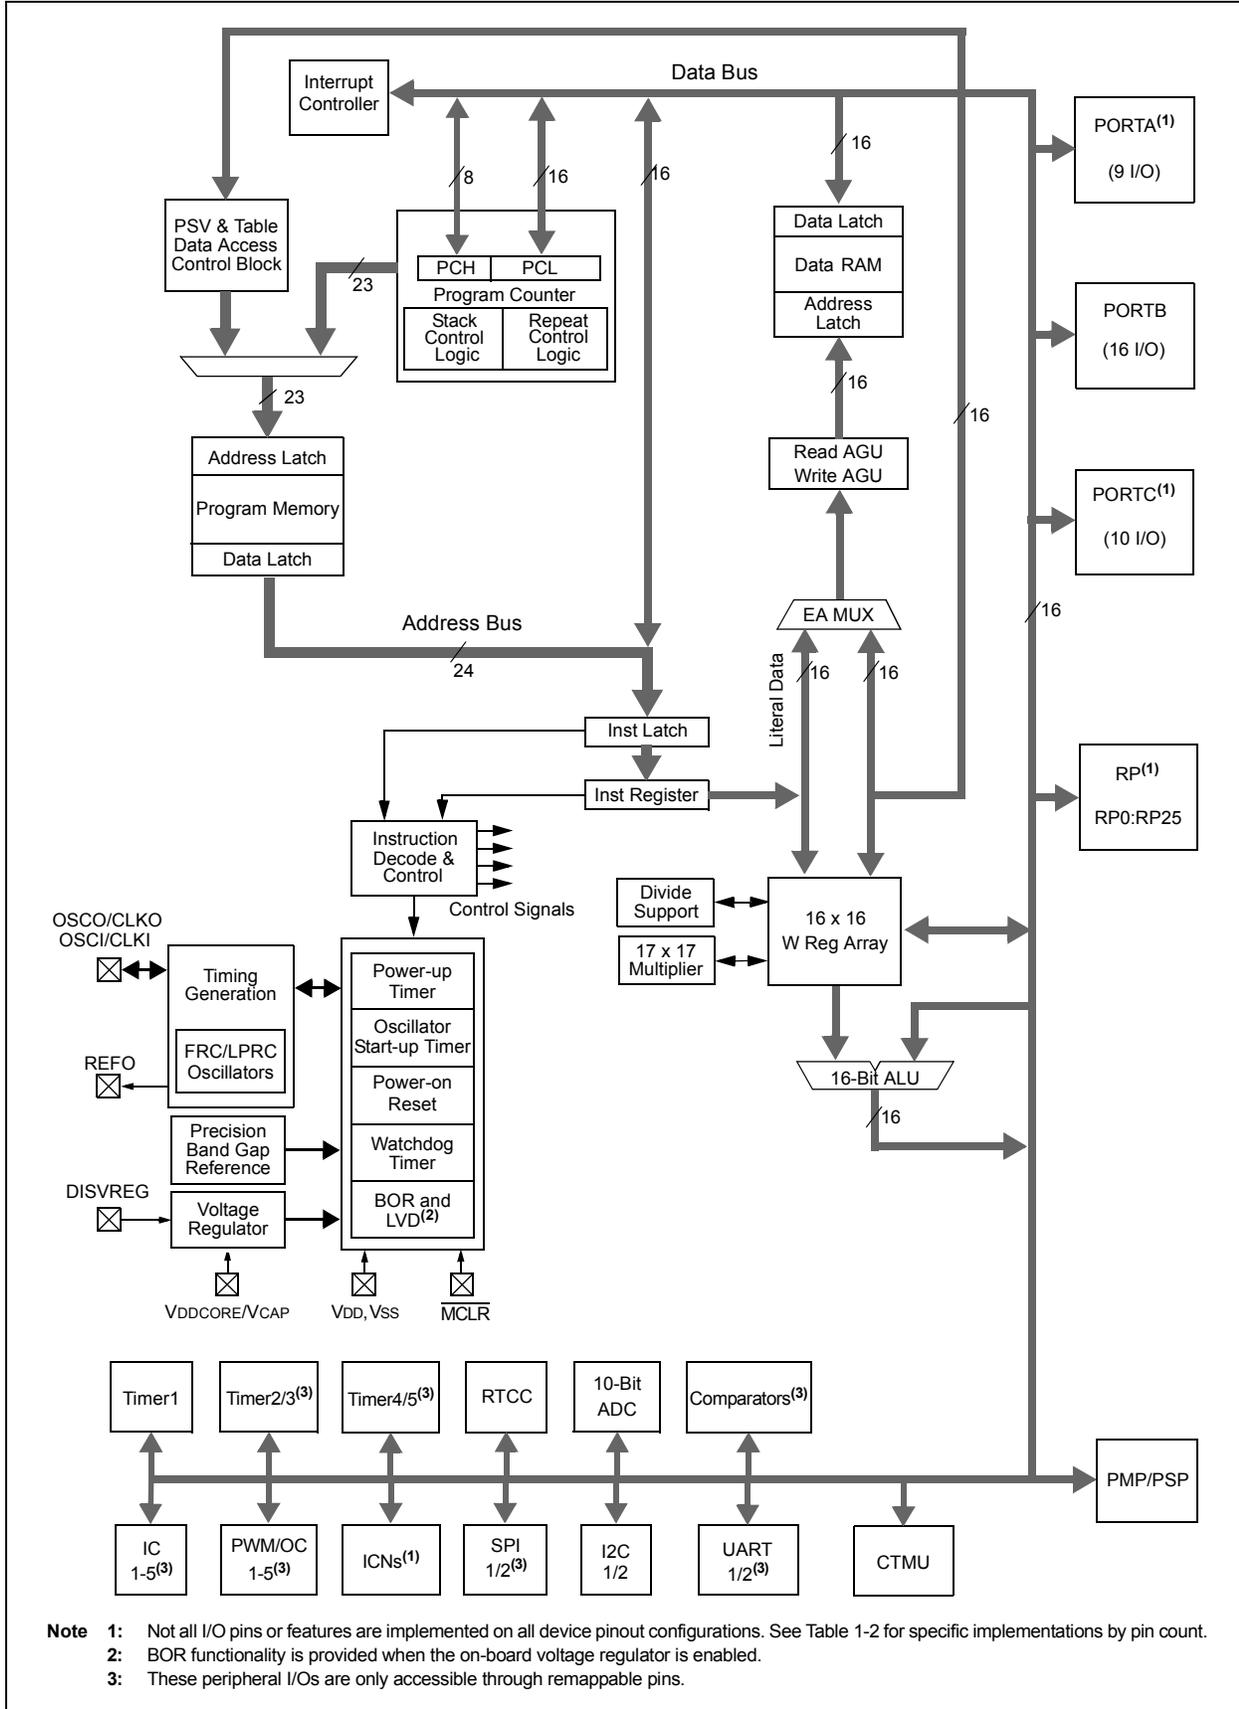 Data Bus
Interrupt
Controller
PORTA(1)
(9 I/O)
16
8
16
16
PSV & Table
Data Access
Control Block
Data Latch
Data RAM
Address
Latch
PCH
PCL
23
Program Counter
Stack
Control
Logic
Repeat
Control
Logic
PORTB
(16 I/O)
23
16
16
Address Latch
Program Memory
Data Latch
Read AGU
Write AGU
PORTC(1)
(10 I/O)
EA MUX
16
Address Bus
24
Literal Data
16
16
Inst Latch
Inst Register
RP(1)
RP0:RP25
Instruction
Decode &
Control
Control Signals
Divide
Support
16 x 16
W Reg Array
17 x 17
Multiplier
OSCO/CLKO
OSCI/CLKI
Timing
Generation
Power-up
Timer
Oscillator
Start-up Timer
REFO
FRC/LPRC
Oscillators
Power-on
Reset
16-Bit ALU
16
Precision
Band Gap
Reference
Watchdog
Timer
DISVREG
Voltage
Regulator
BOR and
LVD(2)
VDDCORE/VCAP
VDD, VSS
MCLR
Timer1
Timer2/3(3)
Timer4/5(3)
RTCC
10-Bit
ADC
Comparators(3)
PMP/PSP
IC
1-5(3)
PWM/OC
1-5(3)
ICNs(1)
SPI
1/2(3)
I2C
1/2
UART
1/2(3)
CTMU
Note 1: Not all I/O pins or features are implemented on all device pinout configurations. See Table 1-2 for specific implementations by pin count.
2: BOR functionality is provided when the on-board voltage regulator is enabled.
3: These peripheral I/Os are only accessible through remappable pins.